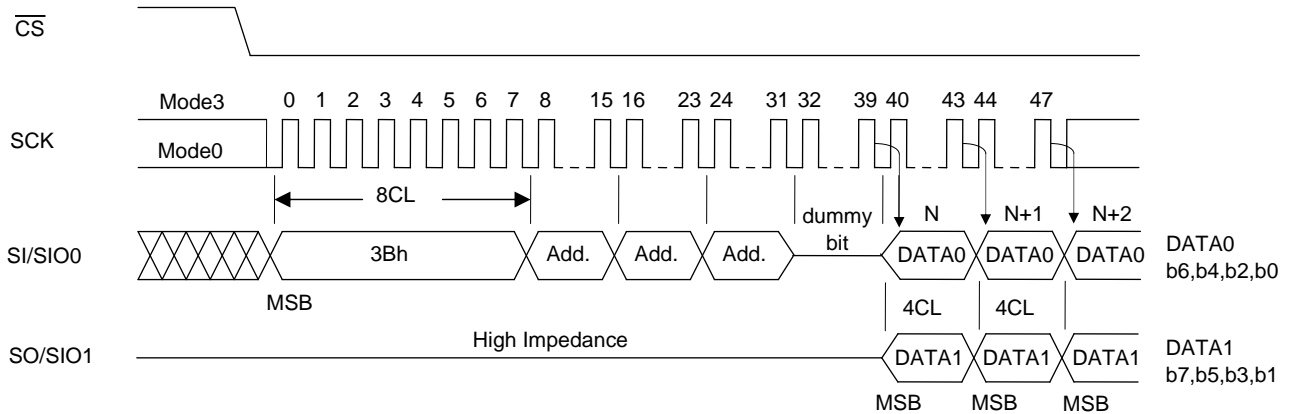 CS
Mode3 0 1 2 3 4 5 6 7 8 15 16 23 24 31 32 39 40 43 44 47
SCK
Mode0
8CL
dummy
bit
N N+1 N+2
SI/SIO0 3Bh Add. Add. Add. DATA0 DATA0 DATA0
DATA0
b6,b4,b2,b0
MSB
4CL 4CL
High Impedance
SO/SIO1 DATA1 DATA1 DATA1
DATA1
b7,b5,b3,b1
MSB MSB MSB